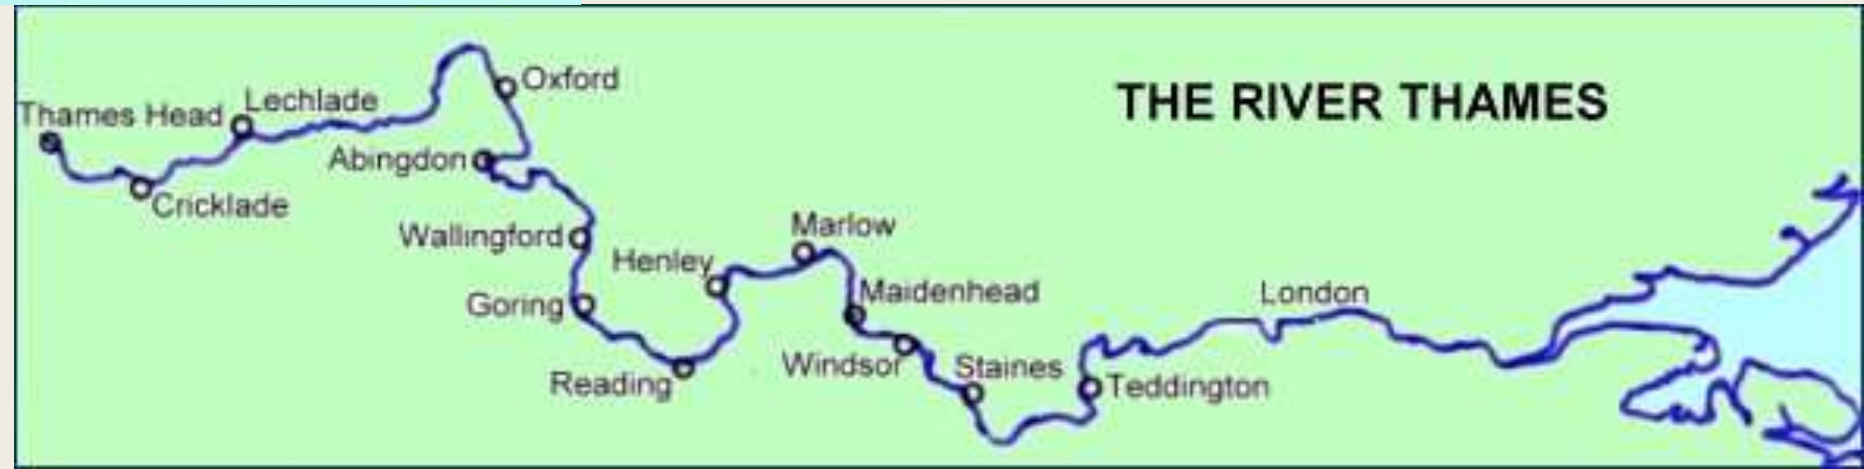 THE RIVER THAMES
Thames Head
Cricklade
Lechlade
Oxford
Abingdon
Wallingford
Goring
Reading
Henley
Marlow
Maidenhead
Windsor
Staines
Teddington
London